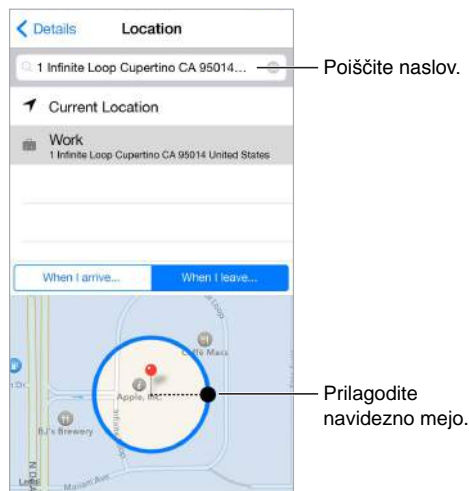 Details Location
1 Infinite Loop Cupertino CA 95014...
Poiščite naslov.
Current Location
Work
1 Infinite Loop Cupertino CA 95014 United States
When I arrive...
When I leave...
Caffè Macs
Apple, Inc.
Infinite Loop
BJ's Brewery
Prilagodite
navidezno mejo.
Mariani Ave
Legal